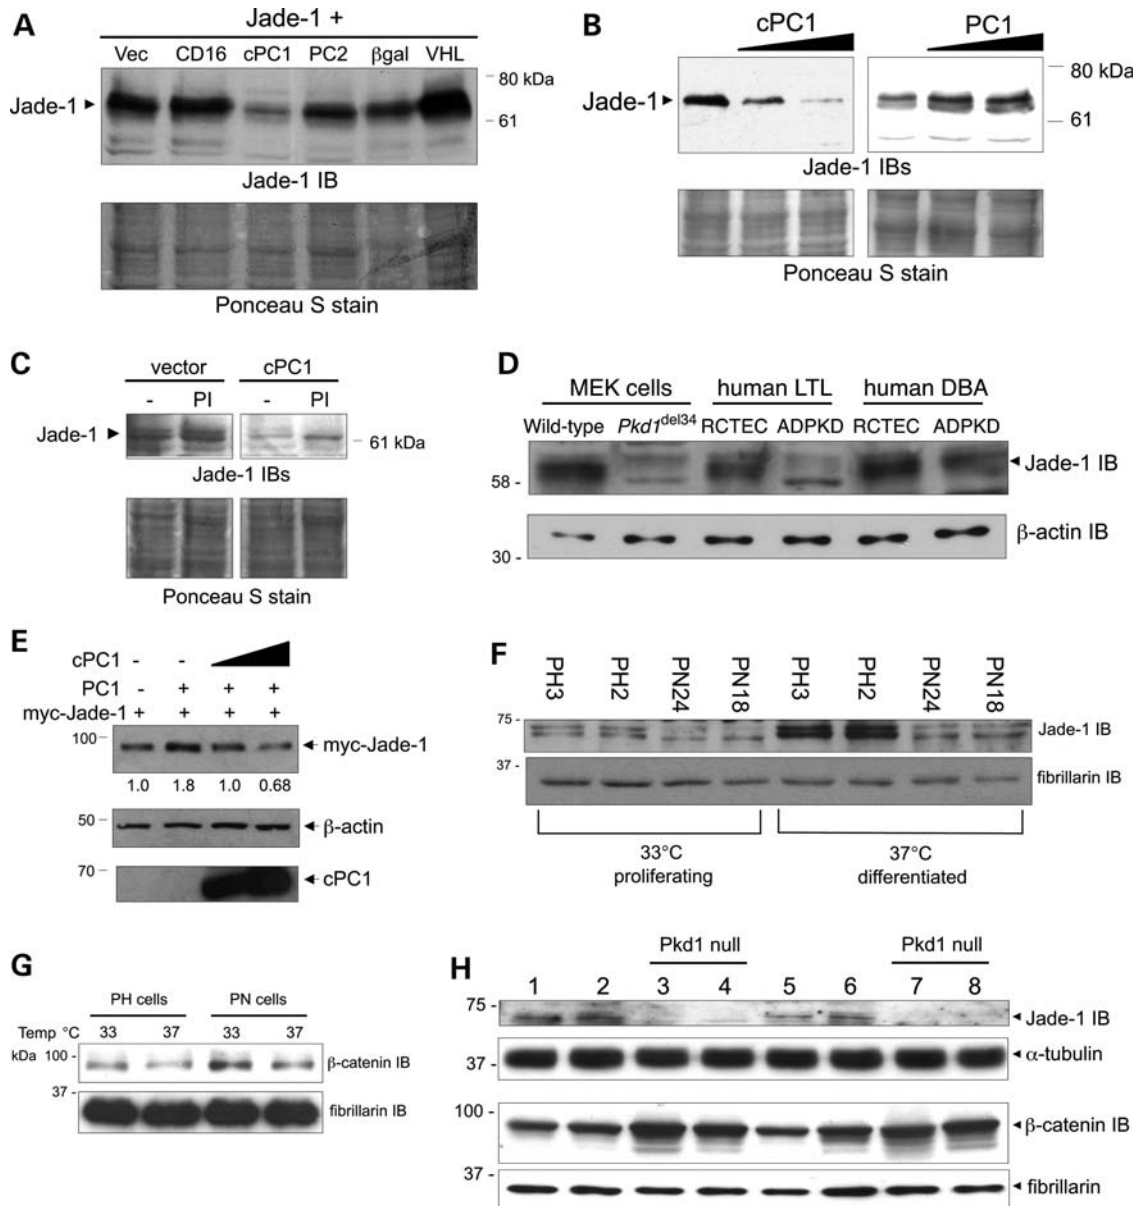 A
Jade-1 +
Vec CD16 cPC1 PC2 βgal VHL
80 kDa
Jade-1
61
Jade-1 IB
Ponceau S stain
B
cPC1 PC1
80 kDa
Jade-1
61
Jade-1 IBs
Ponceau S stain
C
vector cPC1
- PI - PI
Jade-1
61 kDa
Jade-1 IBs
Ponceau S stain
D
MEK cells human LTL human DBA
Wild-type Pkd1del34 RCTEC ADPKD RCTEC ADPKD
Jade-1 IB
58 -
β-actin IB
30 -
E
cPC1 - -
PC1 - + + +
myc-Jade-1 + + + +
100
myc-Jade-1
1.0 1.8 1.0 0.68
50
β-actin
70
cPC1
F
PH3 PH2 PN24 PN18 PH3 PH2 PN24 PN18
75
Jade-1 IB
37
fibrillarin IB
33°C 37°C
proliferating differentiated
G
PH cells PN cells
Temp °C 33 37 33 37
kDa 100 -
β-catenin IB
37 -
fibrillarin IB
H
Pkd1 null Pkd1 null
1 2 3 4 5 6 7 8
75 -
Jade-1 IB
α-tubulin
37 -
100 -
β-catenin IB
37 -
fibrillarin